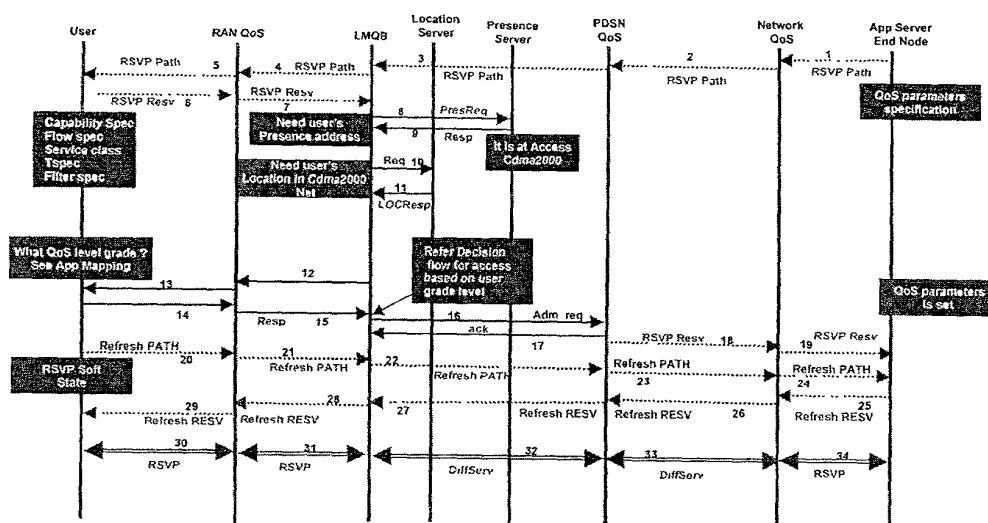 User
RAN QoS
LMQB
Location
Server
Presence
Server
PDSN
QoS
Network
QoS
App Server
End Node
5
RSVP Path
4
RSVP Path
3
RSVP Path
2
RSVP Path
1
RSVP Path
RSVP Resv 6
RSVP Resv
7
QoS parameters
specification
Capability Spec
Flow spec
Service class
Tspec
Filter spec
Need user's
Presence address
8
PresReq
9
Resp
It is at Access
Cdma2000
Need user's
Location in Cdma2000
Net
Req 10
11
LOCResp
What QoS level grade ?
See App Mapping
Refer Decision
flow for access
based on user
grade level
12
13
QoS parameters
is set
14
Resp 15
16
Adm_req
ack
17
RSVP Resv 18
19 RSVP Resv
Refresh PATH
20
21
Refresh PATH
22
Refresh PATH
Refresh PATH
23
Refresh PATH
24
RSVP Soft
State
29
Refresh RESV
28
Refresh RESV
27
Refresh RESV
Refresh RESV
26
25
Refresh RESV
30
RSVP
31
RSVP
32
DiffServ
33
DiffServ
34
RSVP